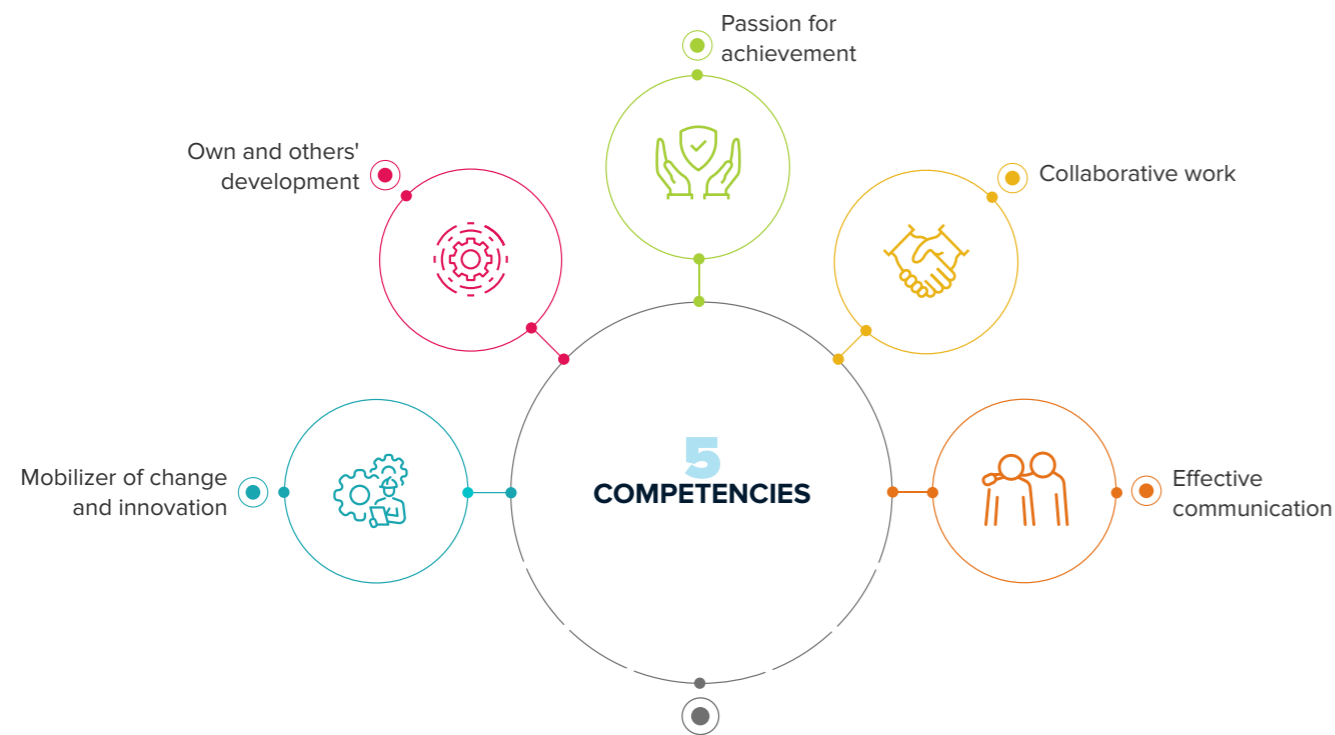 Passion for
achievement
Own and others'
development
Collaborative work
Mobilizer of change
and innovation
5
COMPETENCIES
Effective
communication